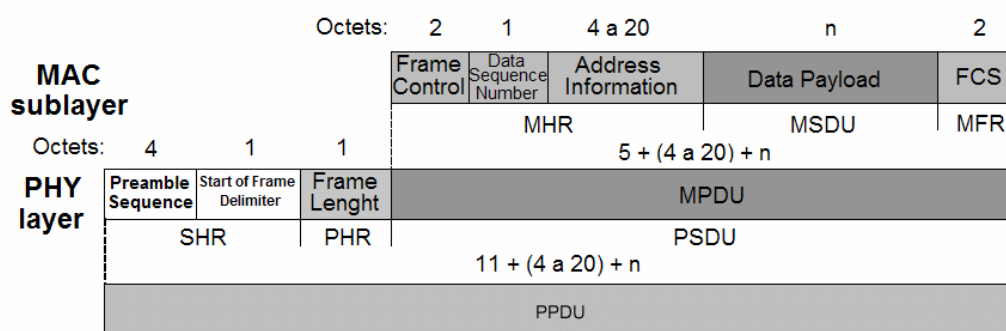 Octets: 2 1 4 a 20 n 2
MAC sublayer
Frame Control
Data Sequence Number
Address Information
Data Payload
FCS
MHR MSDU MFR
Octets: 4 1 1 5 + (4 a 20) + n
PHY layer
Preamble Sequence
Start of Frame Delimiter
Frame Lenght
MPDU
SHR PHR PSDU
11 + (4 a 20) + n
PPDU